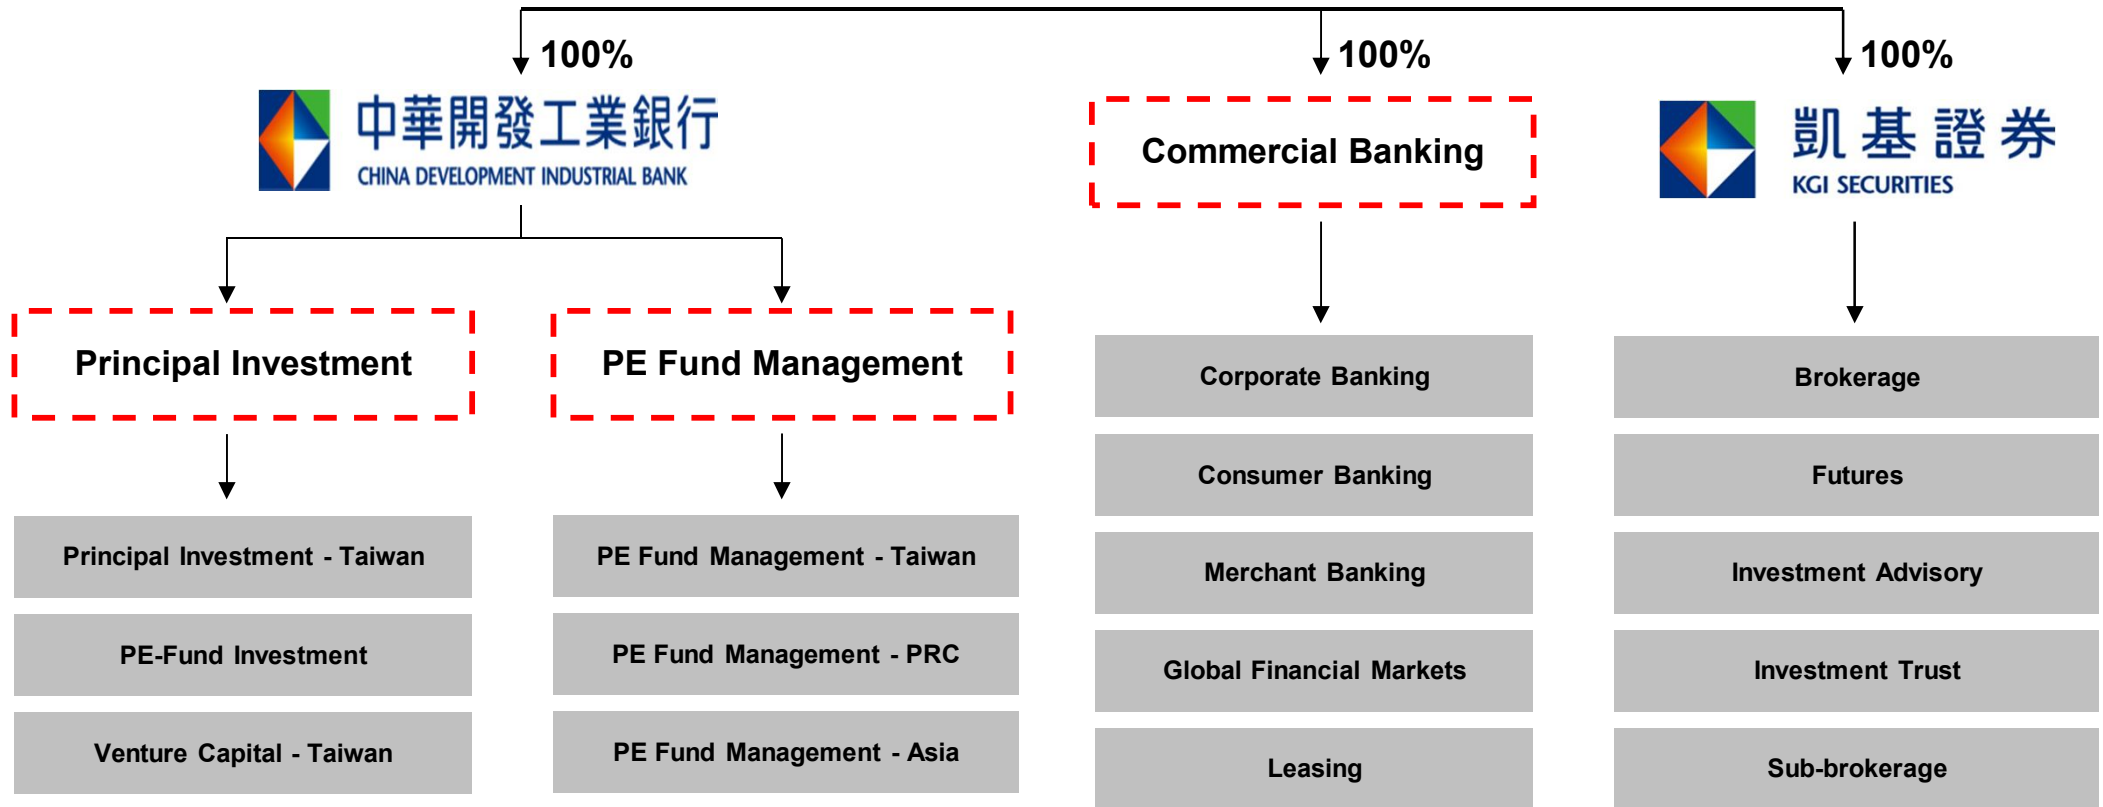 100%
100%
100%
中華開發工業銀行
CHINA DEVELOPMENT INDUSTRIAL BANK
Commercial Banking
凱基證券
KGI SECURITIES
Principal Investment
PE Fund Management
Principal Investment - Taiwan
PE-Fund Investment
Venture Capital - Taiwan
PE Fund Management - Taiwan
PE Fund Management - PRC
PE Fund Management - Asia
Corporate Banking
Consumer Banking
Merchant Banking
Global Financial Markets
Leasing
Brokerage
Futures
Investment Advisory
Investment Trust
Sub-brokerage